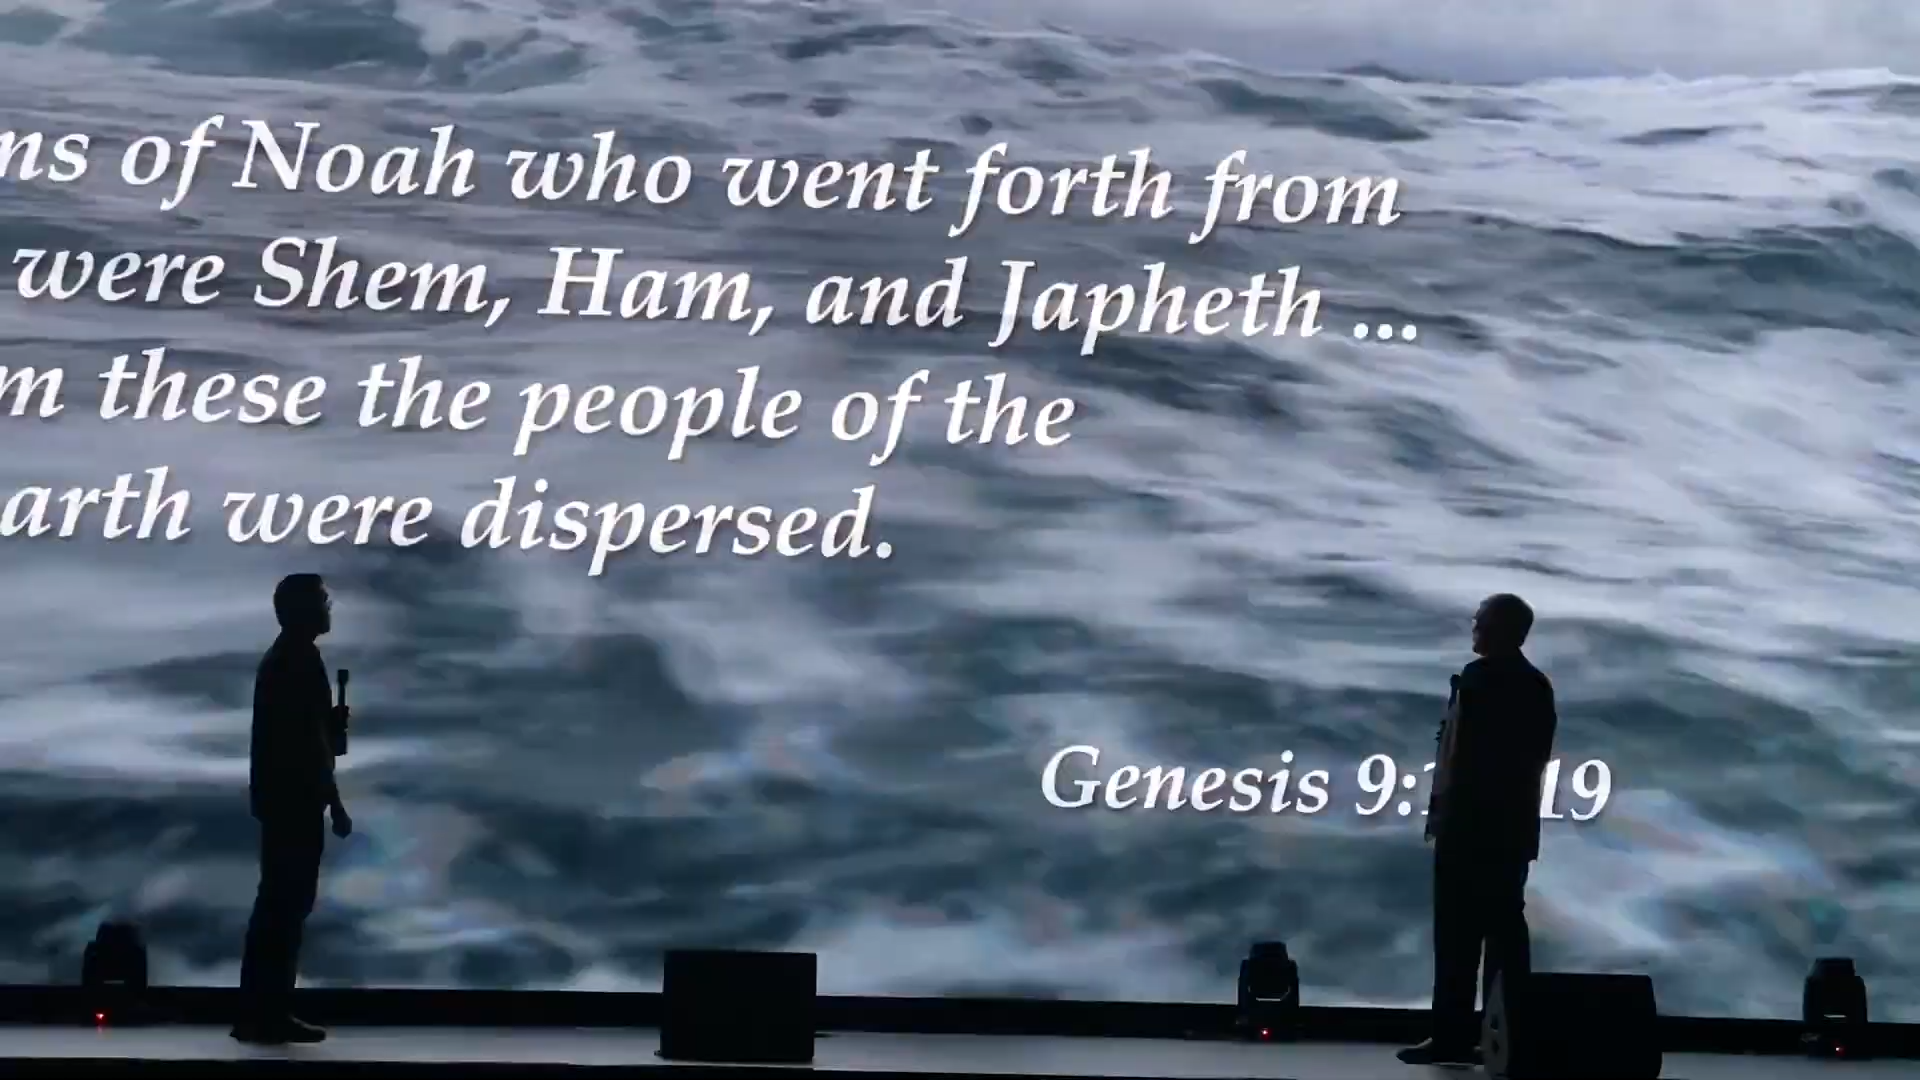 ns of Noah who went forth from
were Shem, Ham, and Japheth ...
m these the people of the
arth were dispersed.
Genesis 9:1 19